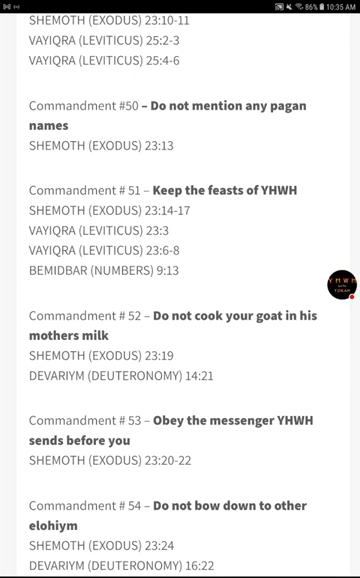 86% 10:35 AM
SHEMOTH (EXODUS) 23:10-11
VAYIQRA (LEVITICUS) 25:2-3
VAYIQRA (LEVITICUS) 25:4-6
Commandment #50 – Do not mention any pagan
names
SHEMOTH (EXODUS) 23:13
Commandment # 51 – Keep the feasts of YHWH
SHEMOTH (EXODUS) 23:14-17
VAYIQRA (LEVITICUS) 23:3
VAYIQRA (LEVITICUS) 23:6-8
BEMIDBAR (NUMBERS) 9:13
Commandment # 52 – Do not cook your goat in his
mothers milk
SHEMOTH (EXODUS) 23:19
DEVARIYM (DEUTERONOMY) 14:21
Commandment # 53 – Obey the messenger YHWH
sends before you
SHEMOTH (EXODUS) 23:20-22
Commandment # 54 – Do not bow down to other
elohiym
SHEMOTH (EXODUS) 23:24
DEVARIYM (DEUTERONOMY) 16:22